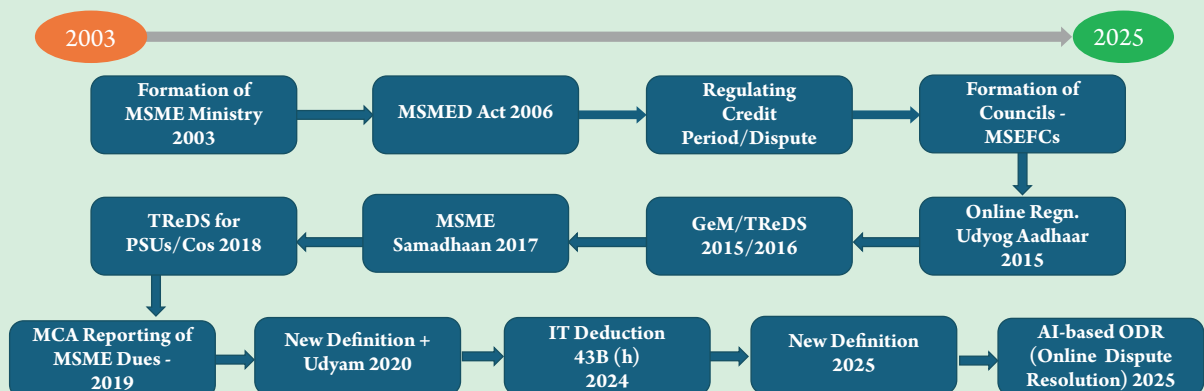 2003
2025
Formation of
MSME Ministry
2003
MSMED Act 2006
Regulating
Credit
Period/Dispute
Formation of
Councils -
MSEFCs
TReDS for
PSUs/Cos 2018
MSME
Samadhaan 2017
GeM/TReDS
2015/2016
Online Regn.
Udyog Aadhaar
2015
MCA Reporting of
MSME Dues -
2019
New Definition +
Udyam 2020
IT Deduction
43B (h)
2024
New Definition
2025
AI-based ODR
(Online Dispute
Resolution) 2025